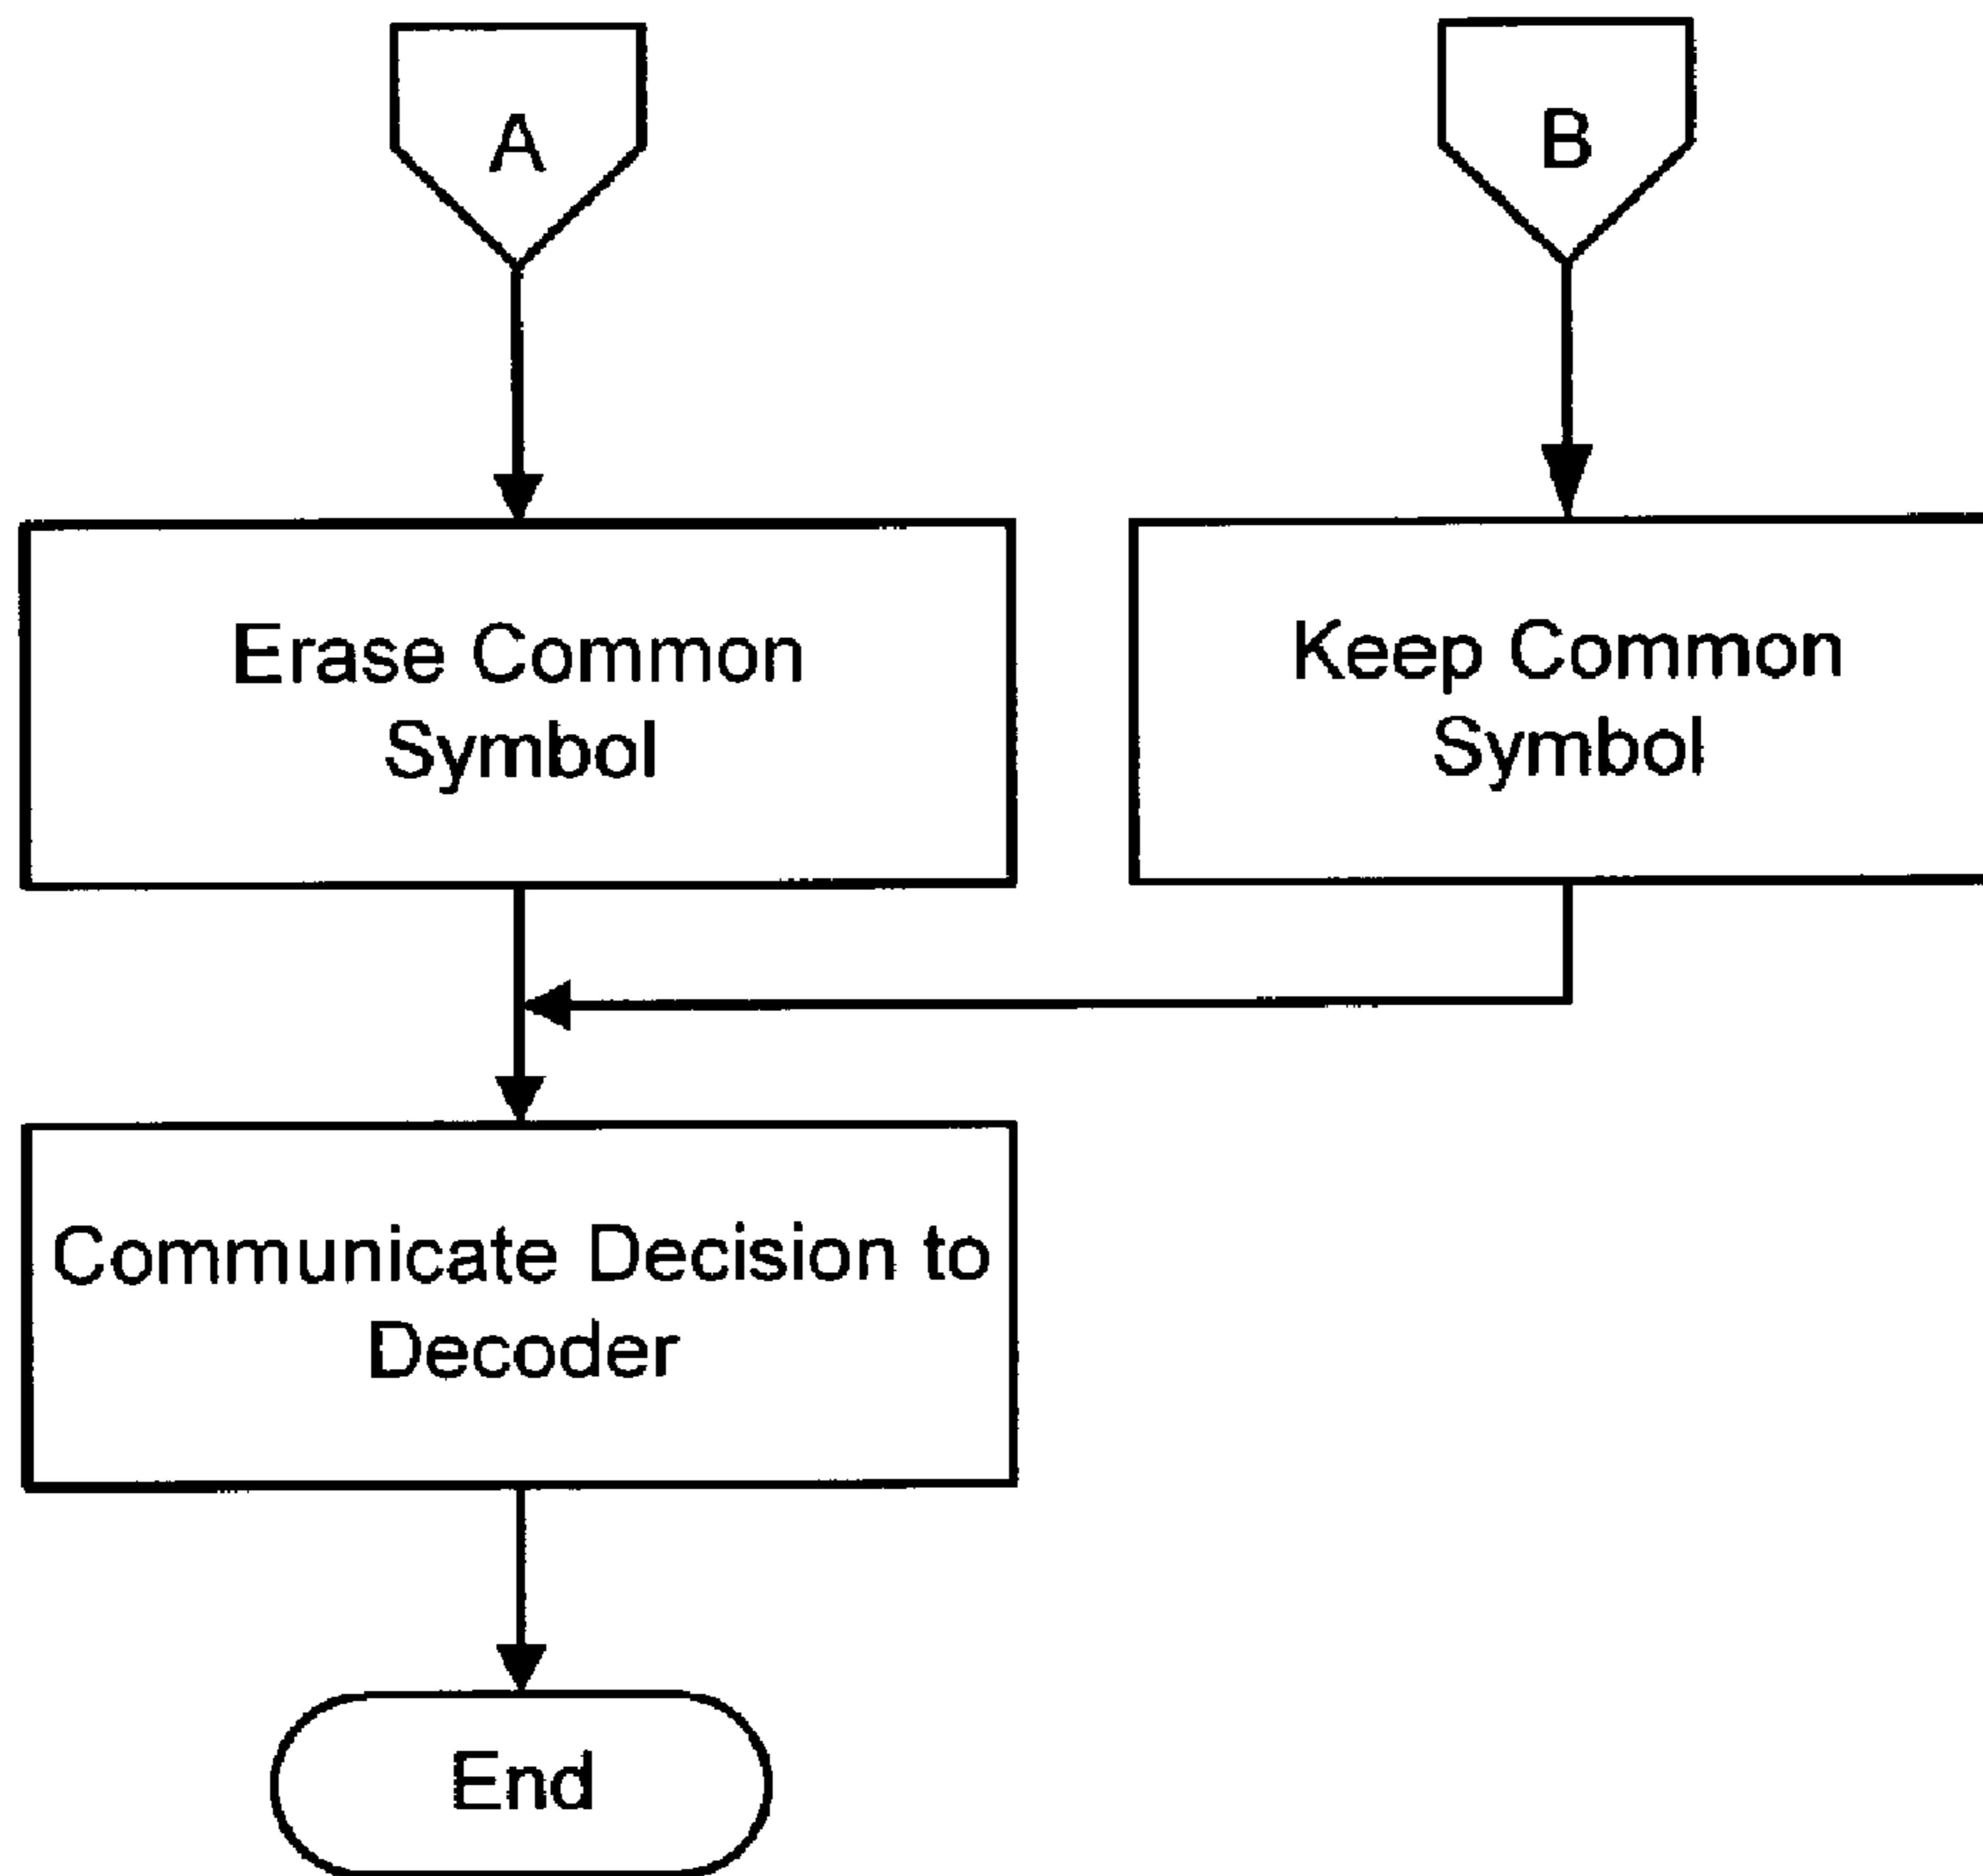 A
B
Erase Common
Symbol
Keep Common
Symbol
Communicate Decision to
Decoder
End